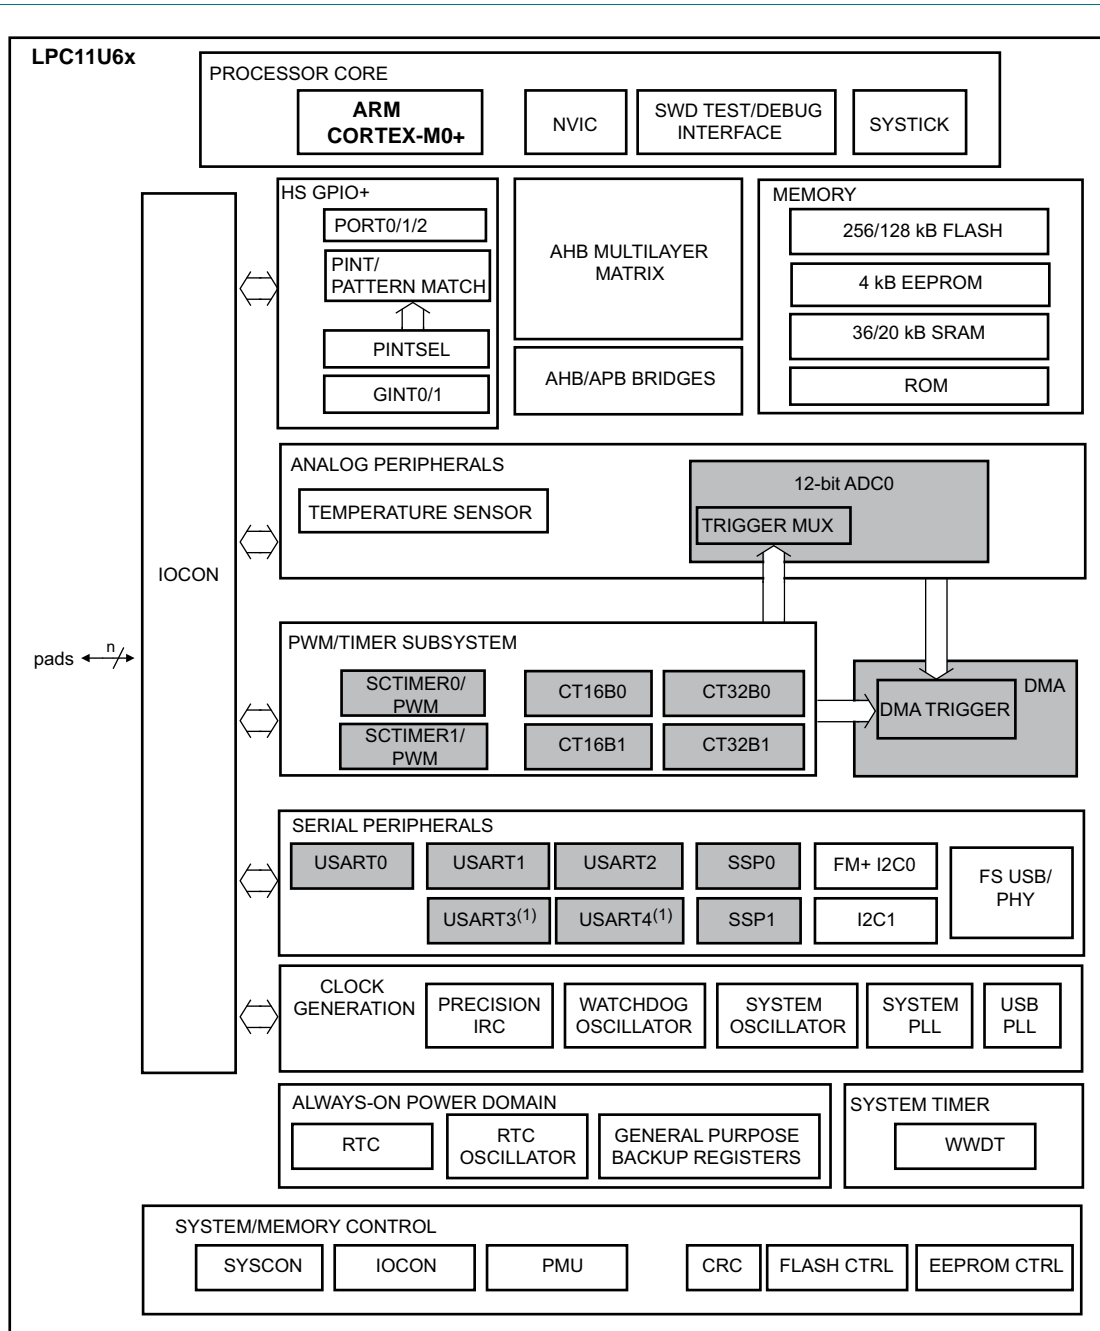 LPC11U6x
PROCESSOR CORE
ARM
CORTEX-M0+
NVIC
SWD TEST/DEBUG
INTERFACE
SYSTICK
HS GPIO+
PORT0/1/2
PINT/
PATTERN MATCH
PINTSEL
GINT0/1
AHB MULTILAYER
MATRIX
AHB/APB BRIDGES
MEMORY
256/128 kB FLASH
4 kB EEPROM
36/20 kB SRAM
ROM
IOCON
pads
n
ANALOG PERIPHERALS
TEMPERATURE SENSOR
12-bit ADC0
TRIGGER MUX
PWM/TIMER SUBSYSTEM
SCTIMER0/
PWM
SCTIMER1/
PWM
CT16B0
CT16B1
CT32B0
CT32B1
DMA
DMA TRIGGER
SERIAL PERIPHERALS
USART0
USART1
USART2
SSP0
FM+ I2C0
FS USB/
PHY
USART3(1)
USART4(1)
SSP1
I2C1
CLOCK
GENERATION
PRECISION
IRC
WATCHDOG
OSCILLATOR
SYSTEM
OSCILLATOR
SYSTEM
PLL
USB
PLL
ALWAYS-ON POWER DOMAIN
RTC
RTC
OSCILLATOR
GENERAL PURPOSE
BACKUP REGISTERS
SYSTEM TIMER
WWDT
SYSTEM/MEMORY CONTROL
SYSCON
IOCON
PMU
CRC
FLASH CTRL
EEPROM CTRL